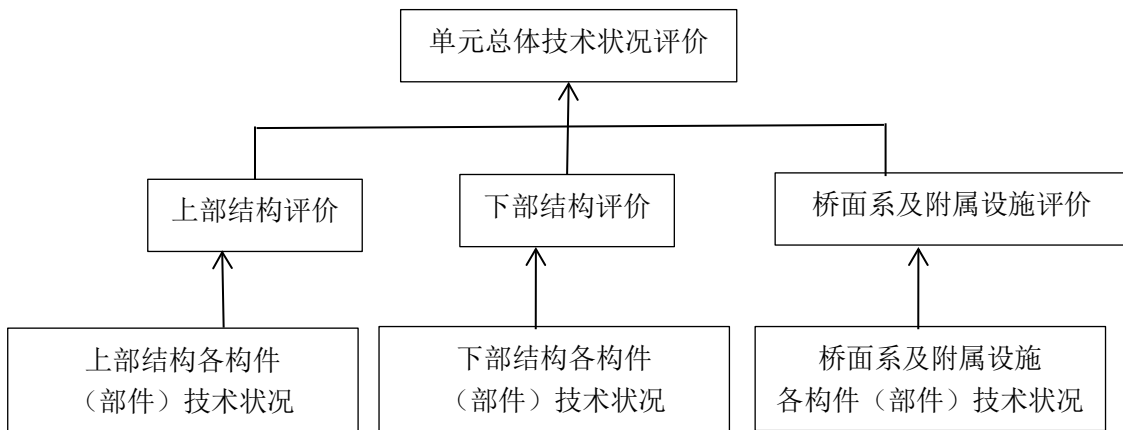 单元总体技术状况评价
上部结构评价
下部结构评价
桥面系及附属设施评价
上部结构各构件
（部件）技术状况
下部结构各构件
（部件）技术状况
桥面系及附属设施
各构件（部件）技术状况